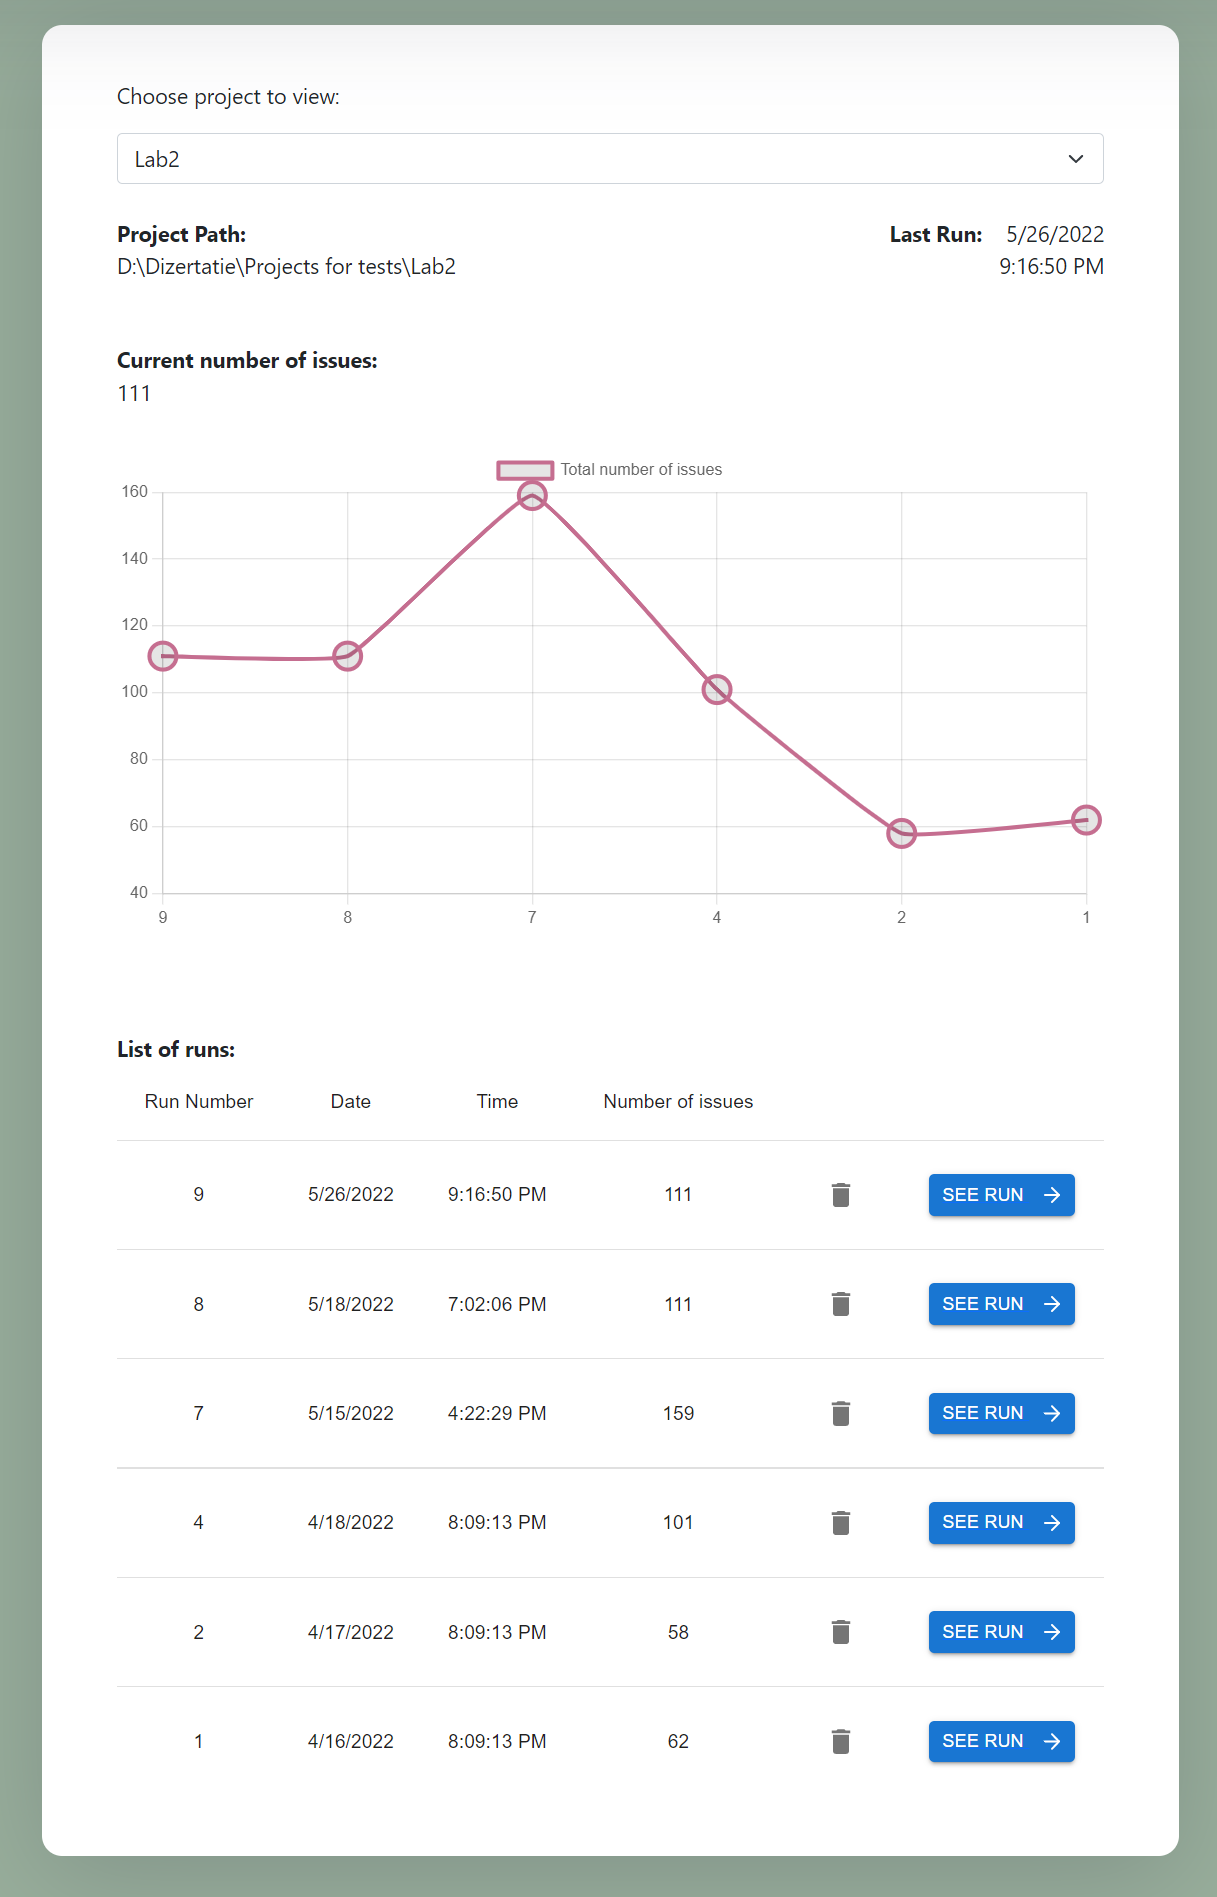 Choose project to view:
Lab2
Project Path: Last Run: 5/26/2022
D:\Dizertatie\Projects for tests\Lab2 9:16:50 PM
Current number of issues:
111
Total number of issues
160
140
120
100
80
60
40
9 8 7 4 2 1
List of runs:
Run Number Date Time Number of issues
9 5/26/2022 9:16:50 PM 111 SEE RUN
8 5/18/2022 7:02:06 PM 111 SEE RUN
7 5/15/2022 4:22:29 PM 159 SEE RUN
4 4/18/2022 8:09:13 PM 101 SEE RUN
2 4/17/2022 8:09:13 PM 58 SEE RUN
1 4/16/2022 8:09:13 PM 62 SEE RUN